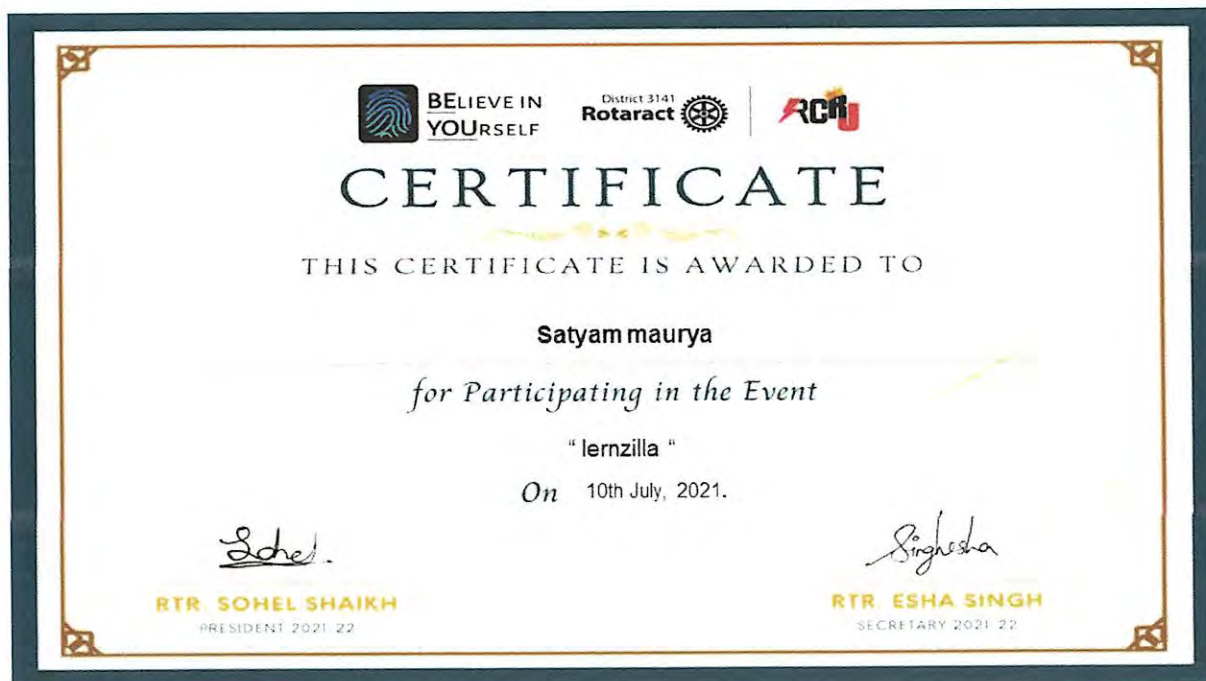 BELIEVE IN
YOURSELF
District 3141
Rotaract
RCRJ
CERTIFICATE
THIS CERTIFICATE IS AWARDED TO
Satyam maurya
for Participating in the Event
“ lernzilla “
On 10th July, 2021.
Sohel.
Singhesha
RTR. SOHEL SHAIKH
RTR. ESHA SINGH
PRESIDENT 2021-22
SECRETARY 2021-22